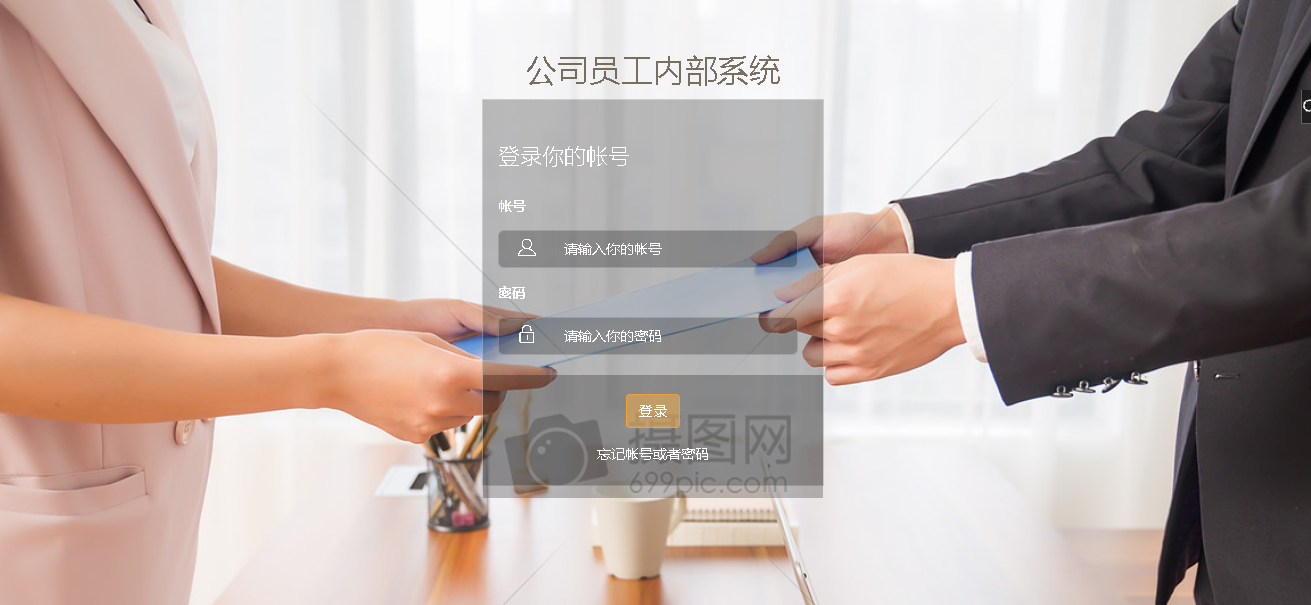 公司员工内部系统
登录你的帐号
帐号
请输入你的帐号
密码
请输入你的密码
登录
摄图网
忘记帐号或者密码
699pic.com